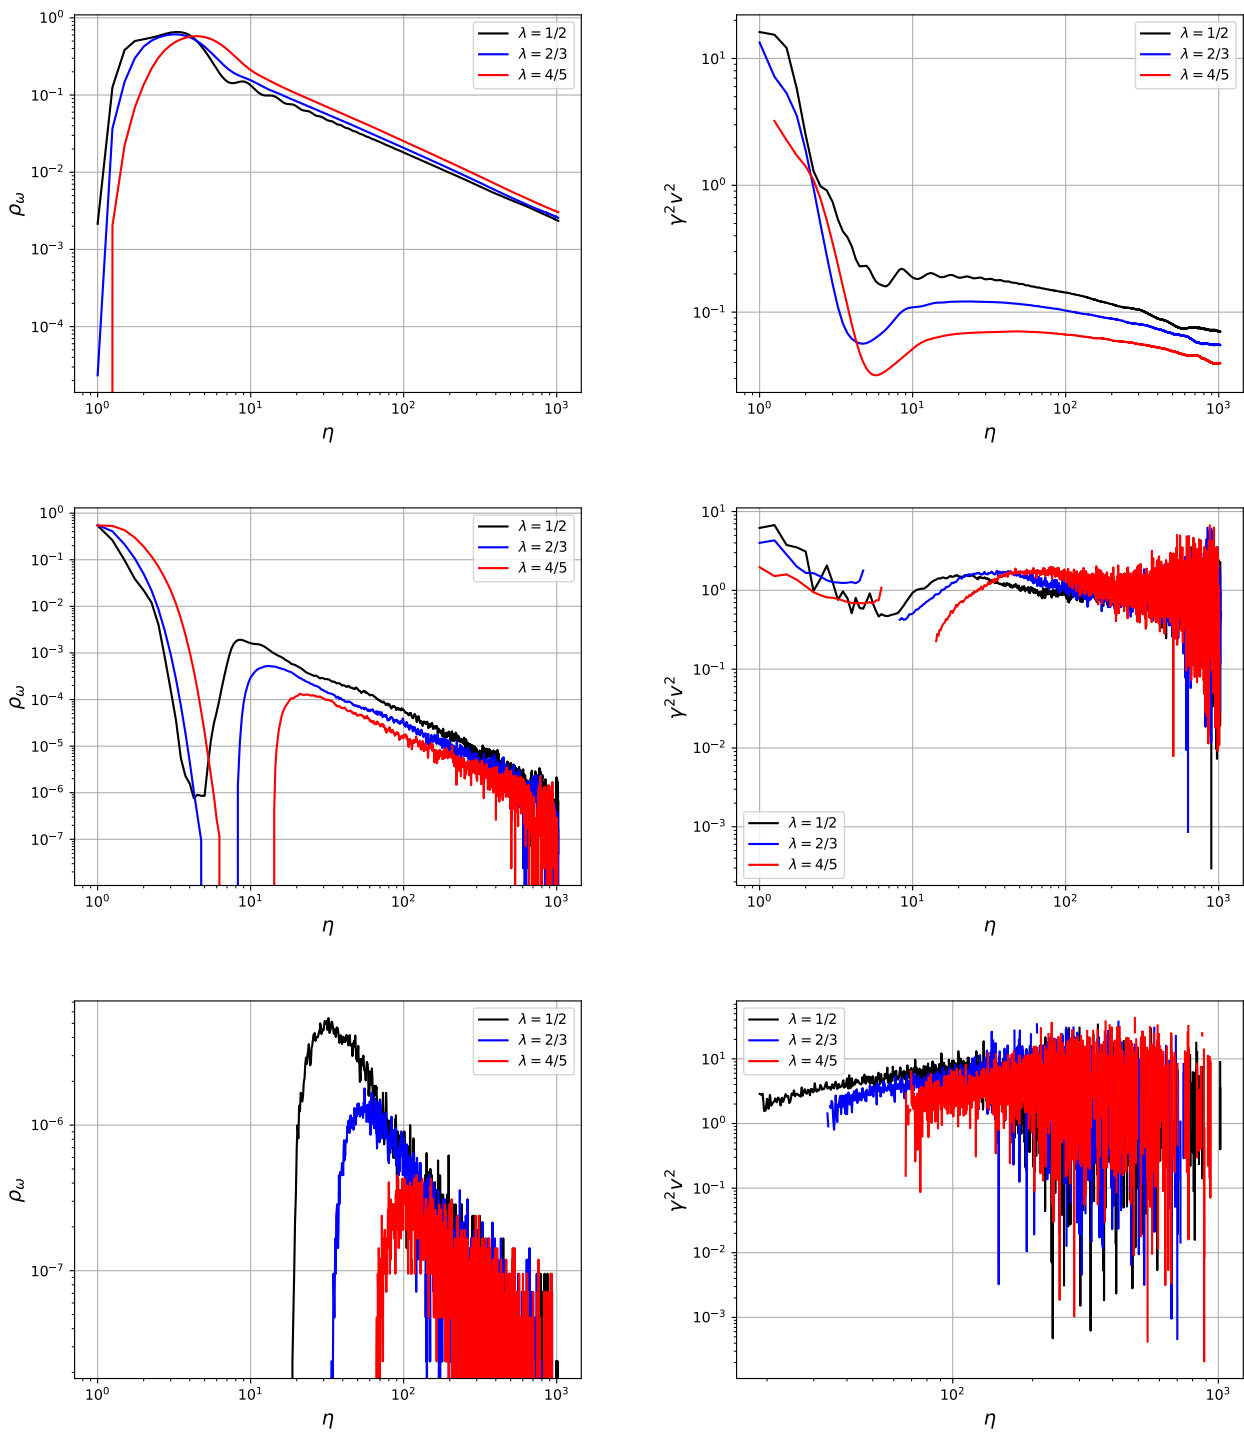 10⁰
10⁻¹
10⁻²
10⁻³
10⁻⁴
ρ_ω
10⁰ 10¹ 10² 10³
η
λ = 1/2
λ = 2/3
λ = 4/5
10¹
10⁰
10⁻¹
γ²v²
10⁰ 10¹ 10² 10³
η
λ = 1/2
λ = 2/3
λ = 4/5
10⁰
10⁻¹
10⁻²
10⁻³
10⁻⁴
10⁻⁵
10⁻⁶
10⁻⁷
ρ_ω
10⁰ 10¹ 10² 10³
η
λ = 1/2
λ = 2/3
λ = 4/5
10¹
10⁰
10⁻¹
10⁻²
10⁻³
γ²v²
10⁰ 10¹ 10² 10³
η
λ = 1/2
λ = 2/3
λ = 4/5
10⁻⁶
10⁻⁷
ρ_ω
10⁰ 10¹ 10² 10³
η
λ = 1/2
λ = 2/3
λ = 4/5
10¹
10⁰
10⁻¹
10⁻²
10⁻³
γ²v²
10² 10³
η
λ = 1/2
λ = 2/3
λ = 4/5